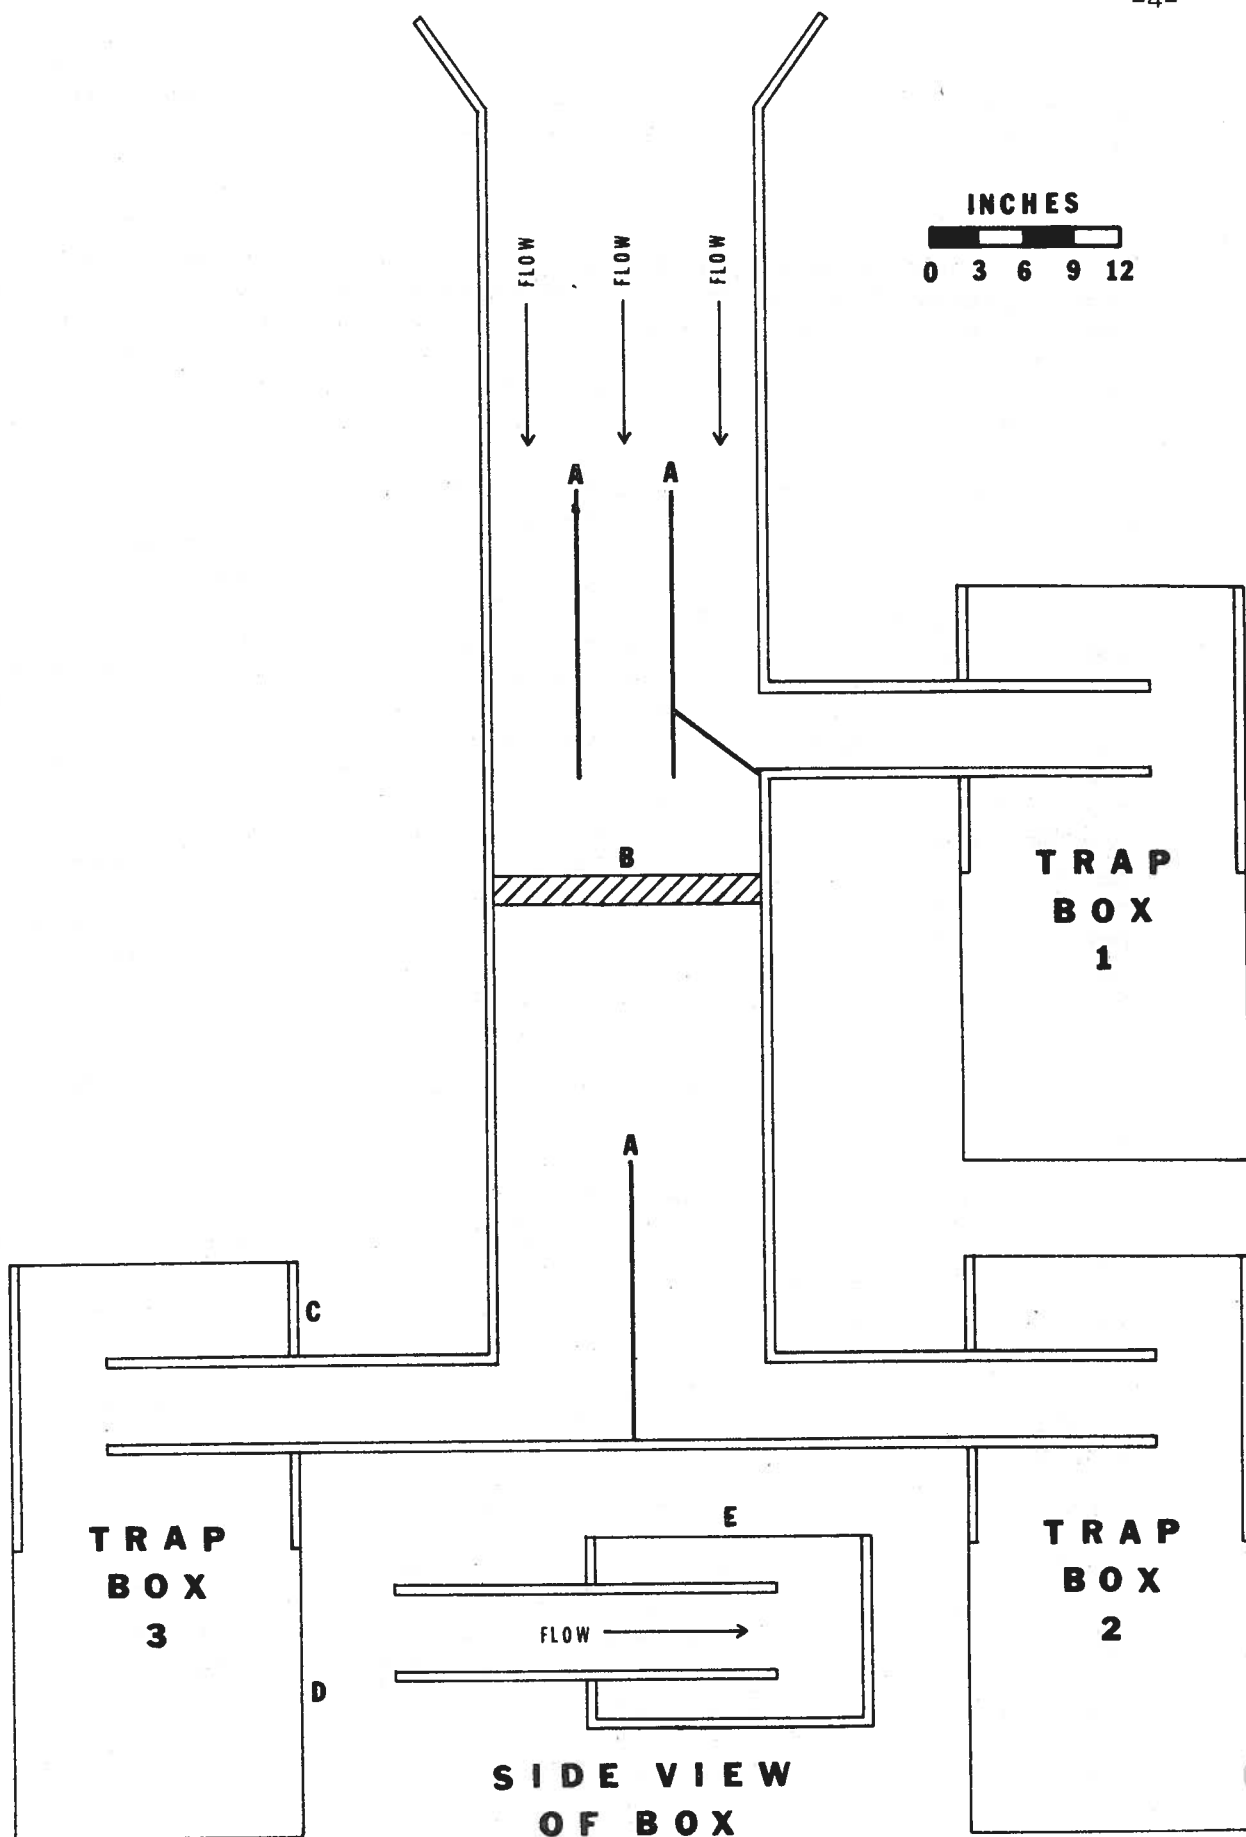 -4-
INCHES
0 3 6 9 12
FLOW
FLOW
FLOW
A A
B
TRAP
BOX
1
A
C
TRAP
BOX
3
E
TRAP
BOX
2
FLOW
D
SIDE VIEW
OF BOX